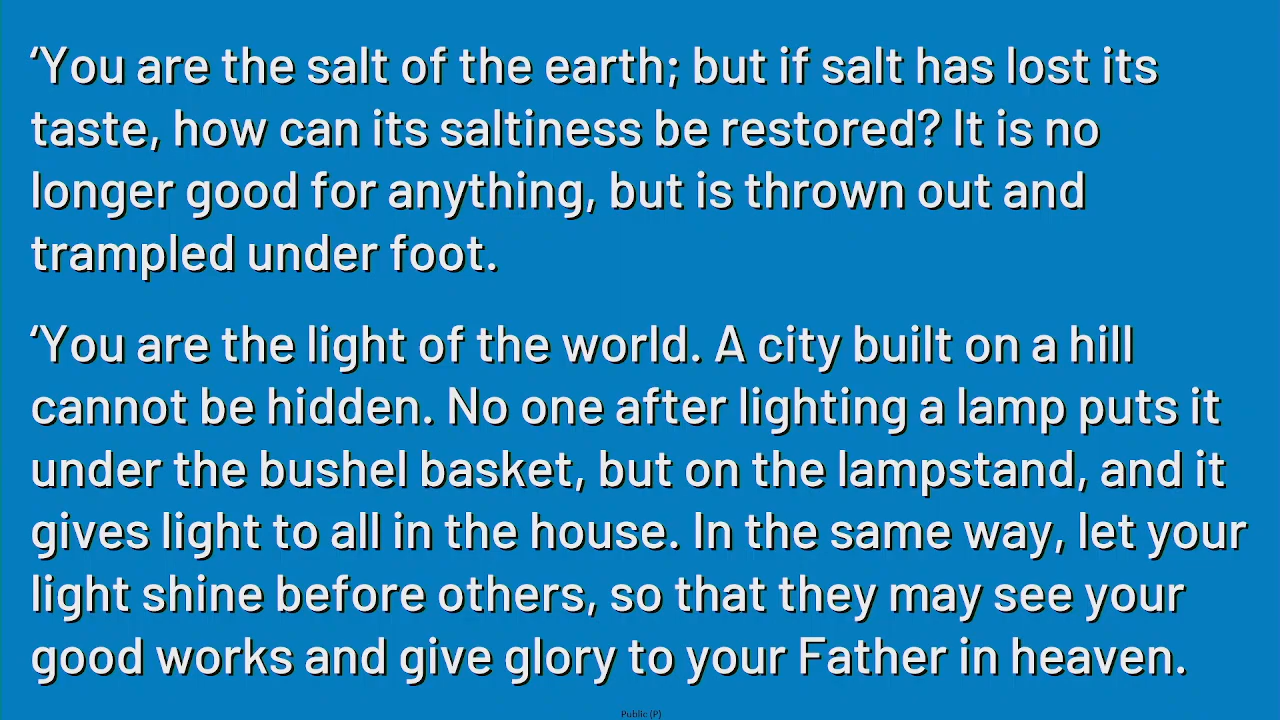 ‘You are the salt of the earth; but if salt has lost its
taste, how can its saltiness be restored? It is no
longer good for anything, but is thrown out and
trampled under foot.
‘You are the light of the world. A city built on a hill
cannot be hidden. No one after lighting a lamp puts it
under the bushel basket, but on the lampstand, and it
gives light to all in the house. In the same way, let your
light shine before others, so that they may see your
good works and give glory to your Father in heaven.
Public (P)